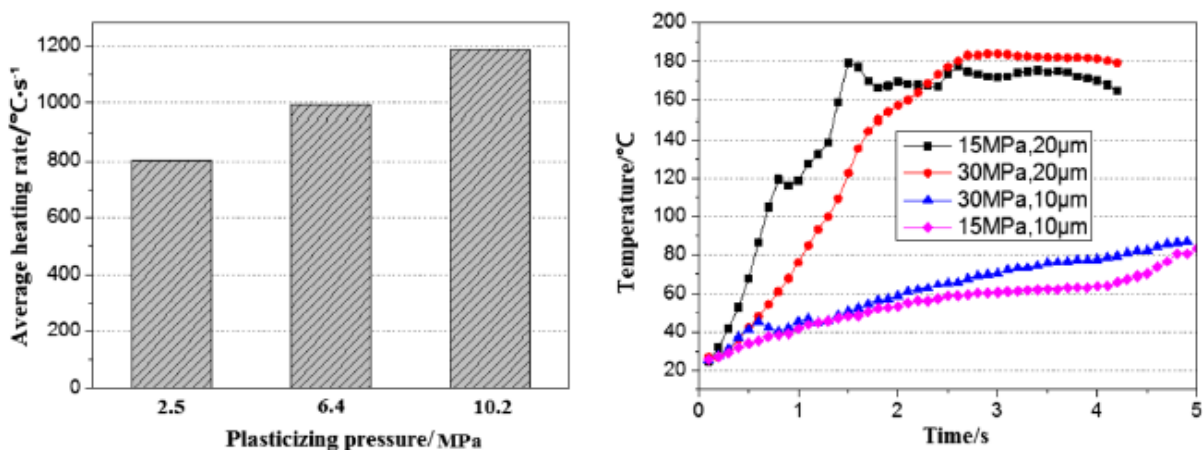 Average heating rate/°C·s⁻¹
1200
1000
800
600
400
200
0
2.5 6.4 10.2
Plasticizing pressure/MPa
Temperature/°C
200
180
160
140
120
100
80
60
40
20
15MPa,20μm
30MPa,20μm
30MPa,10μm
15MPa,10μm
0 1 2 3 4 5
Time/s